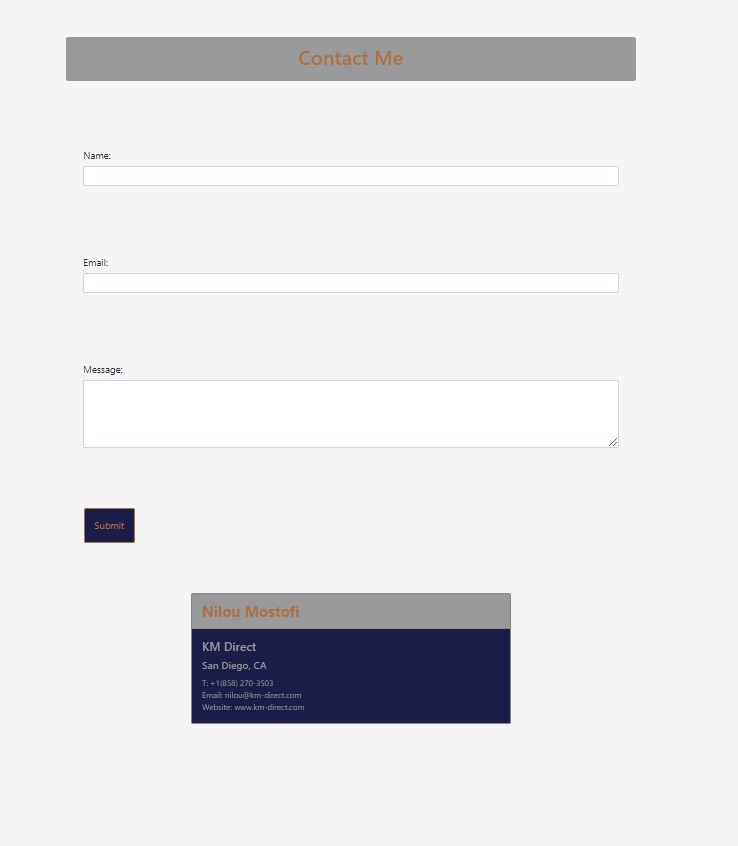 Contact Me
Name:
Email:
Message:
Submit
Nilou Mostofi
KM Direct
San Diego, CA
T: +1(858) 270-3503
Email: nilou@km-direct.com
Website: www.km-direct.com